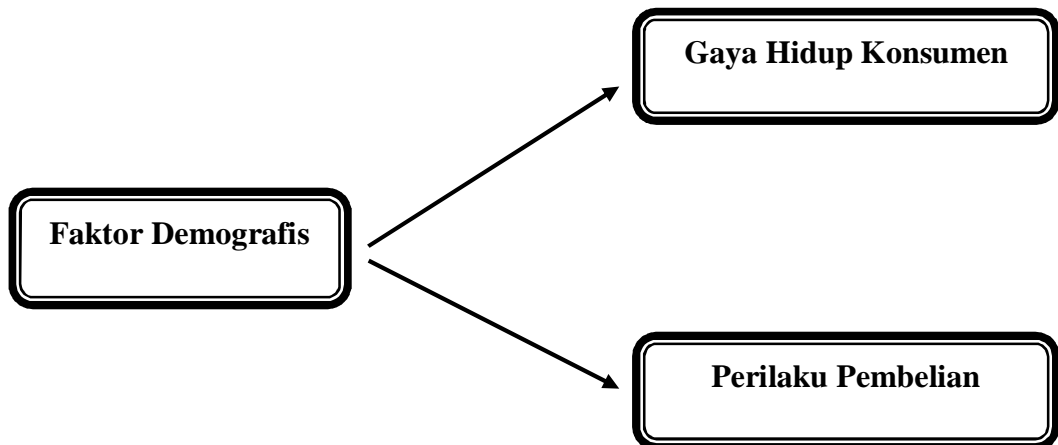 Gaya Hidup Konsumen
Faktor Demografis
Perilaku Pembelian